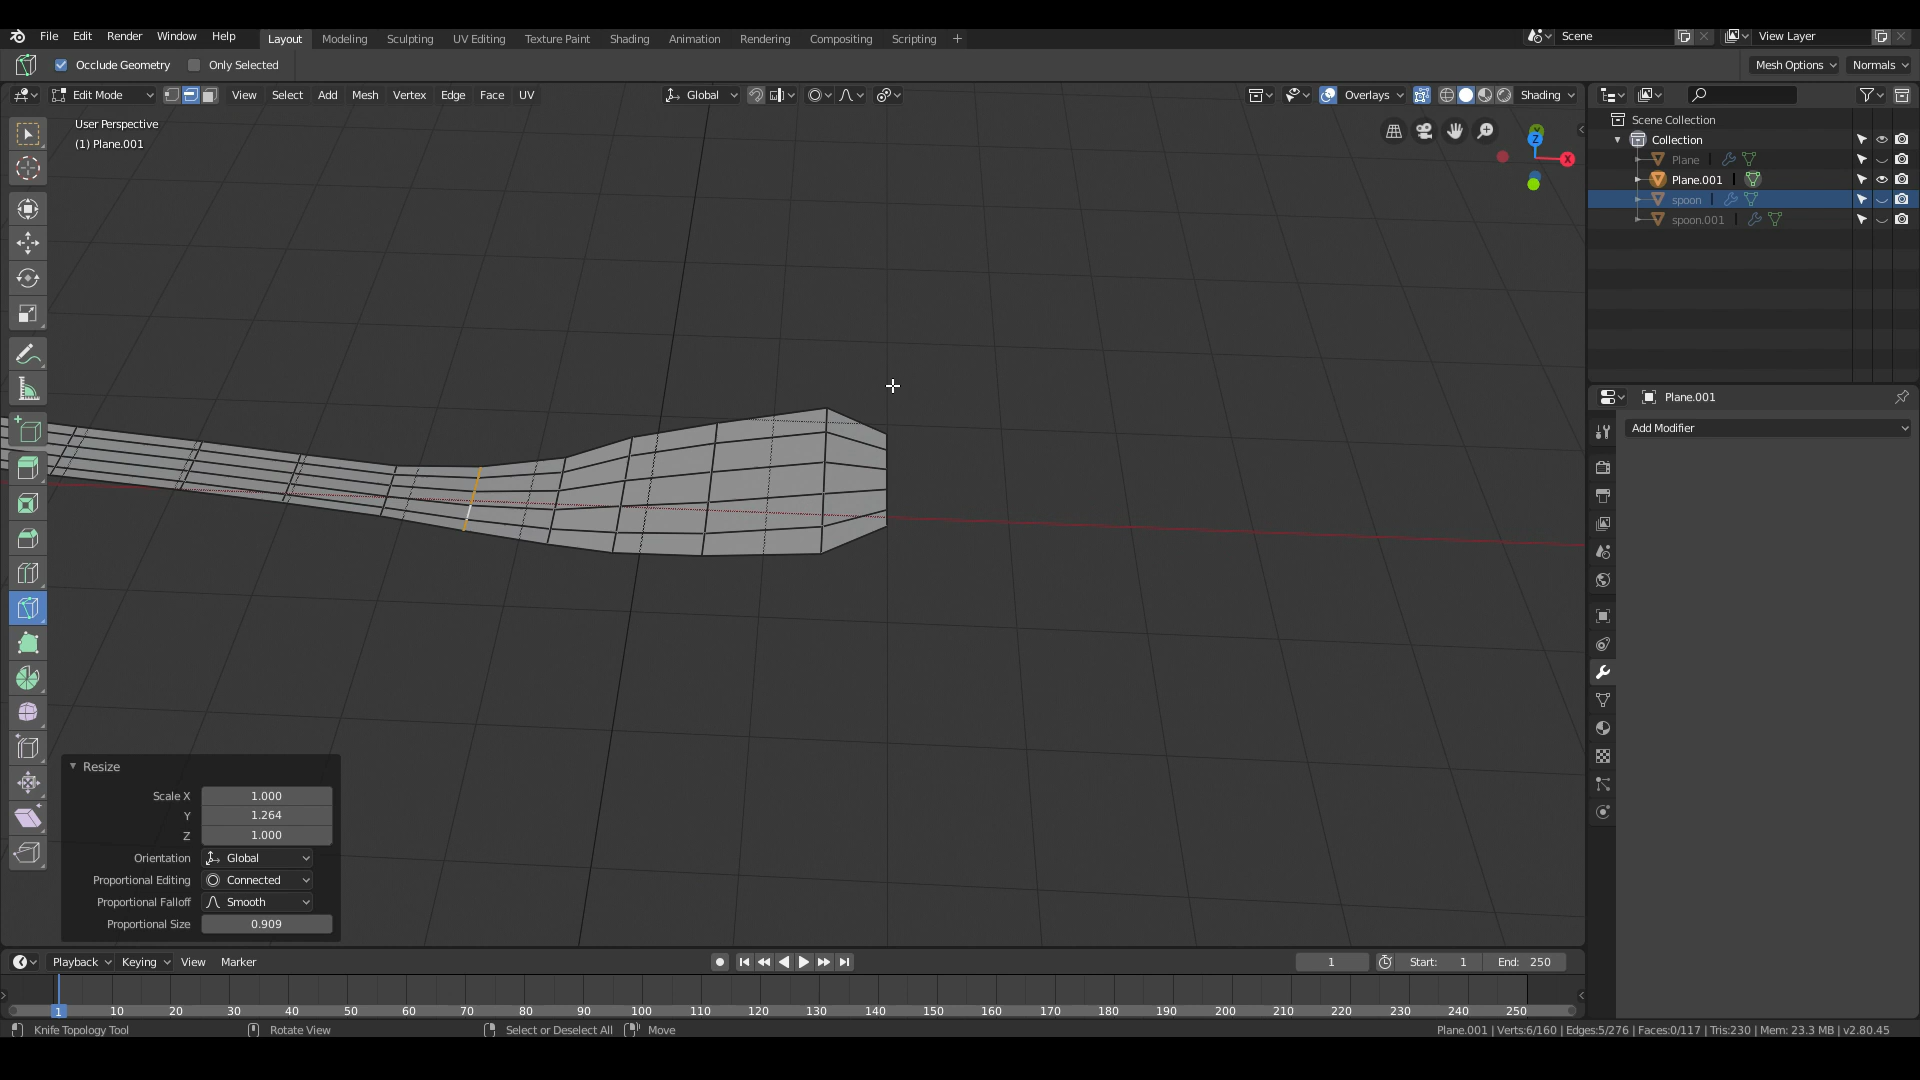 File Edit Render Window Help Layout Modeling Sculpting UV Editing Texture Paint Shading Animation Rendering Compositing Scripting + Scene View Layer
Occlude Geometry Only Selected Mesh Options Normals
Edit Mode View Select Add Mesh Vertex Edge Face UV Global Overlays Shading
User Perspective
(1) Plane.001
Z
X
Scene Collection
Collection
Plane
Plane.001
spoon
spoon.001
Plane.001
Add Modifier
Resize
Scale X 1.000
Y 1.264
Z 1.000
Orientation Global
Proportional Editing Connected
Proportional Falloff Smooth
Proportional Size 0.909
Playback Keying View Marker 1 Start: 1 End: 250
1 10 20 30 40 50 60 70 80 90 100 110 120 130 140 150 160 170 180 190 200 210 220 230 240 250
Knife Topology Tool Rotate View Select or Deselect All Move Plane.001 | Verts:6/160 | Edges:5/276 | Faces:0/117 | Tris:230 | Mem: 23.3 MB | v2.80.45